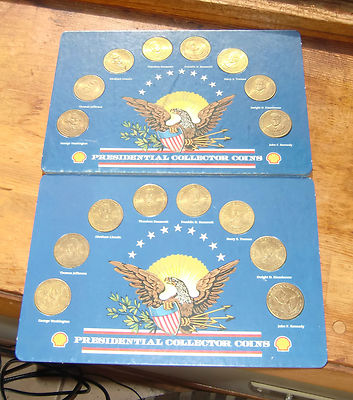 Theodore Roosevelt
Franklin D. Roosevelt
Abraham Lincoln
Harry S. Truman
Thomas Jefferson
Dwight D. Eisenhower
George Washington
John F. Kennedy
PRESIDENTIAL COLLECTOR COINS
Theodore Roosevelt
Franklin D. Roosevelt
Abraham Lincoln
Harry S. Truman
Thomas Jefferson
Dwight D. Eisenhower
George Washington
John F. Kennedy
PRESIDENTIAL COLLECTOR COINS